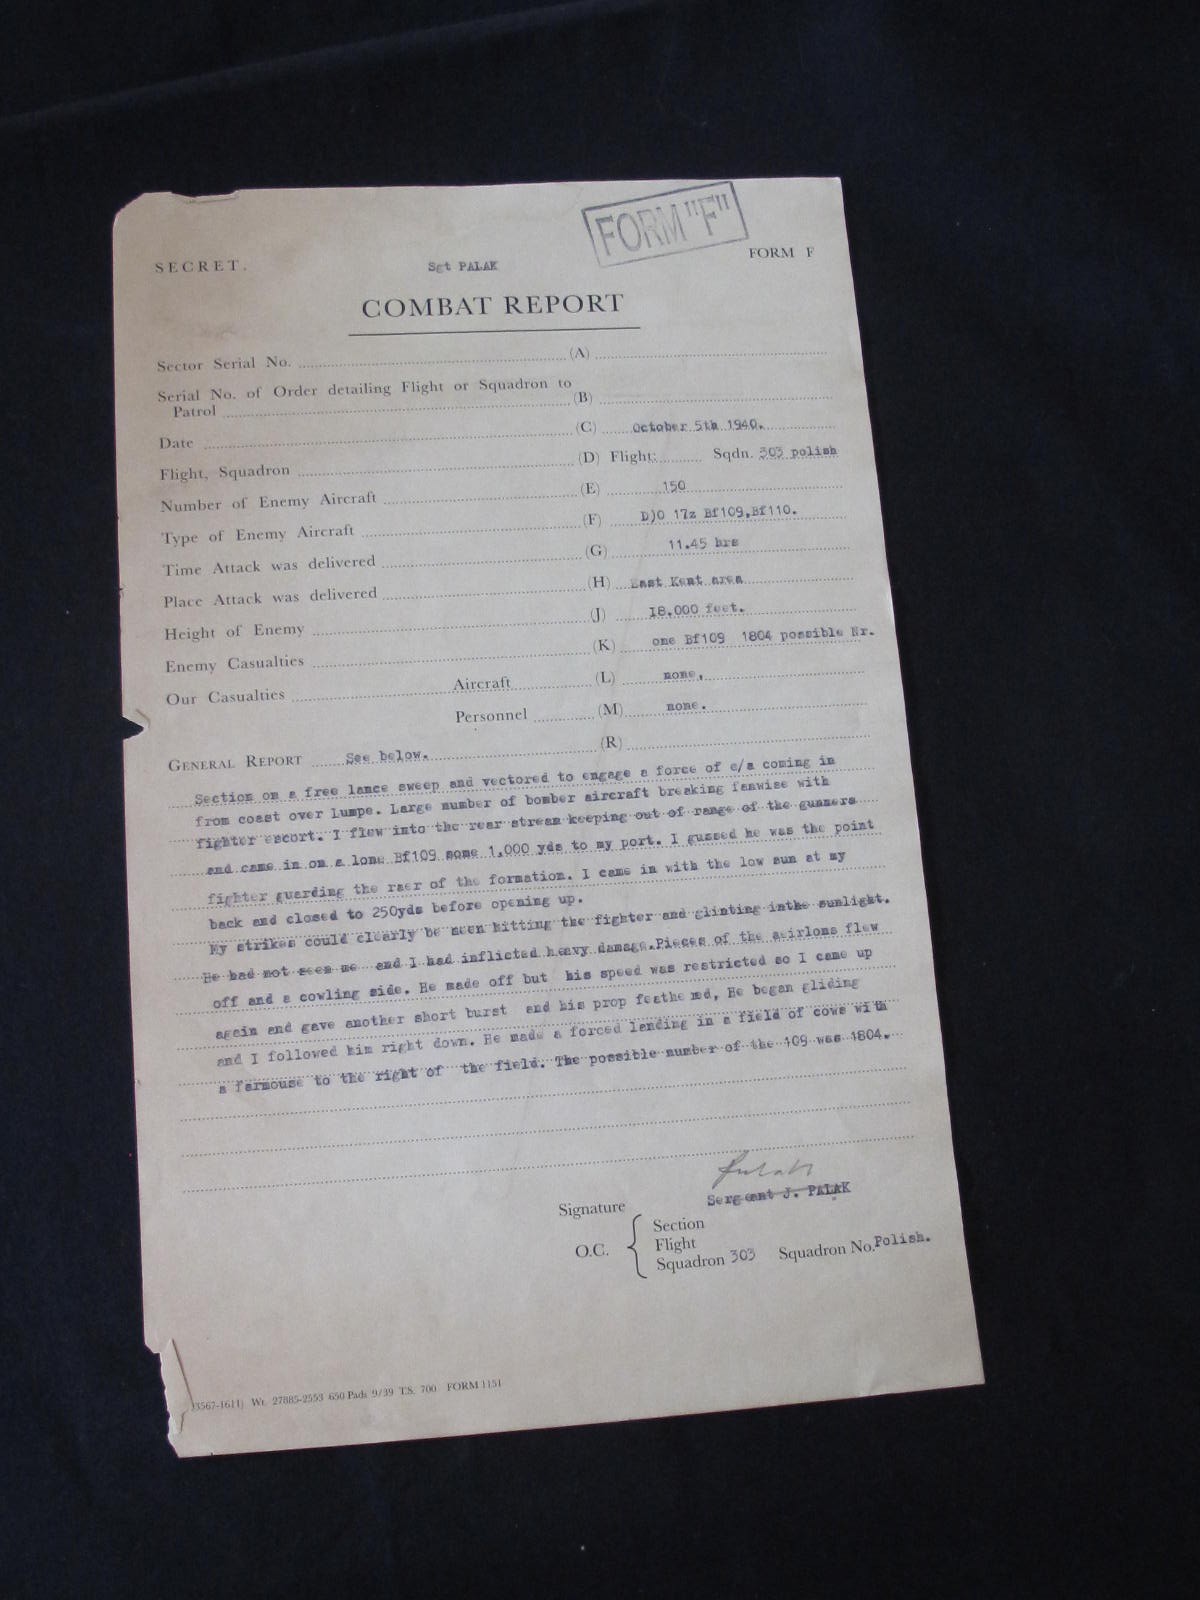 FORM "F"
SECRET. Sgt PALAK FORM F
COMBAT REPORT
Sector Serial No. (A)
Serial No. of Order detailing Flight or Squadron to
Patrol (B)
Date (C) October 5th 1940.
Flight, Squadron (D) Flight: Sqdn. 303 polish
Number of Enemy Aircraft (E) 150
Type of Enemy Aircraft (F) D)O 17z Bf109,Bf110.
Time Attack was delivered (G) 11.45 hrs
Place Attack was delivered (H) East Kent area
Height of Enemy (J) I8,000 feet.
Enemy Casualties (K) one Bf109 1804 possible Nr.
Our Casualties Aircraft (L) none.
Personnel (M) none.
GENERAL REPORT See below. (R)
Section on a free lance sweep and vectored to engage a force of e/a coming in
from coast over Lumpe. Large number of bomber aircraft breaking fanwise with
fighter escort. I flew into the rear stream keeping out of range of the gunners
and came in on a lone Bf109 some 1,000 yds to my port. I gussed he was the point
fighter guarding the raer of the formation. I came in with the low sun at my
back and closed to 250yds before opening up.
My strikes could clearly be seen hitting the fighter and glinting inthe sunlight.
He had not seen me and I had inflicted heavy damage.Pieces of the aeirlons flew
off and a cowling side. He made off but his speed was restricted so I came up
again and gave another short burst and his prop feathe red, He began gliding
and I followed him right down. He made a forced landing in a field of cows with
a farmouse to the right of the field. The possible number of the 109 was 1804.
Palak
Signature Sergeant J. PALAK
O.C. Section
Flight
Squadron 303 Squadron No. Polish.
3567-1611) Wt. 27885-2553 650 Pads 9/39 T.S. 700 FORM 1151